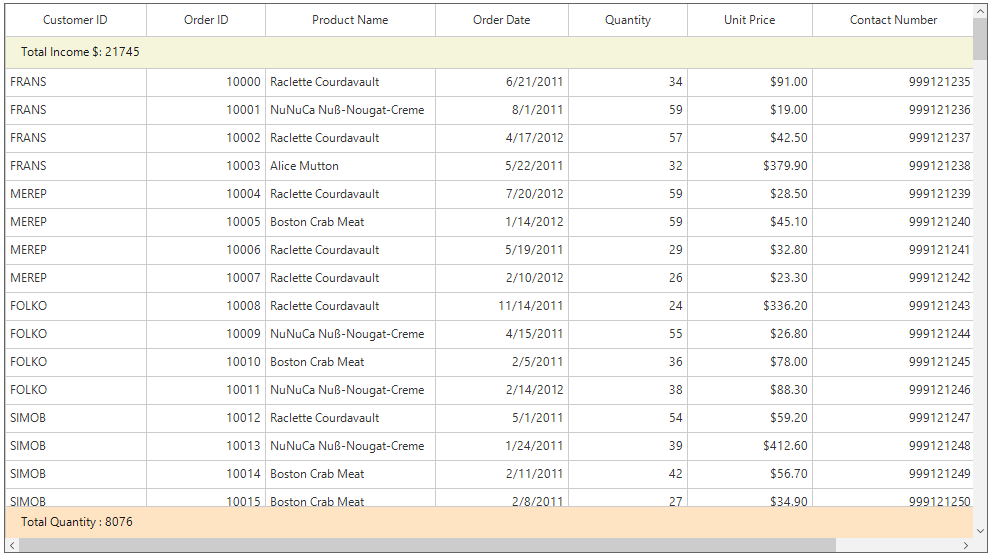 Customer ID Order ID Product Name Order Date Quantity Unit Price Contact Number
Total Income $: 21745
FRANS 10000 Raclette Courdavault 6/21/2011 34 $91.00 999121235
FRANS 10001 NuNuCa Nuß-Nougat-Creme 8/1/2011 59 $19.00 999121236
FRANS 10002 Raclette Courdavault 4/17/2012 57 $42.50 999121237
FRANS 10003 Alice Mutton 5/22/2011 32 $379.90 999121238
MEREP 10004 Raclette Courdavault 7/20/2012 59 $28.50 999121239
MEREP 10005 Boston Crab Meat 1/14/2012 59 $45.10 999121240
MEREP 10006 Raclette Courdavault 5/19/2011 29 $32.80 999121241
MEREP 10007 Raclette Courdavault 2/10/2012 26 $23.30 999121242
FOLKO 10008 Raclette Courdavault 11/14/2011 24 $336.20 999121243
FOLKO 10009 NuNuCa Nuß-Nougat-Creme 4/15/2011 55 $26.80 999121244
FOLKO 10010 Boston Crab Meat 2/5/2011 36 $78.00 999121245
FOLKO 10011 NuNuCa Nuß-Nougat-Creme 2/14/2012 38 $88.30 999121246
SIMOB 10012 Raclette Courdavault 5/1/2011 54 $59.20 999121247
SIMOB 10013 NuNuCa Nuß-Nougat-Creme 1/24/2011 39 $412.60 999121248
SIMOB 10014 Boston Crab Meat 2/11/2011 42 $56.70 999121249
SIMOB 10015 Boston Crab Meat 2/8/2011 27 $34.90 999121250
Total Quantity : 8076